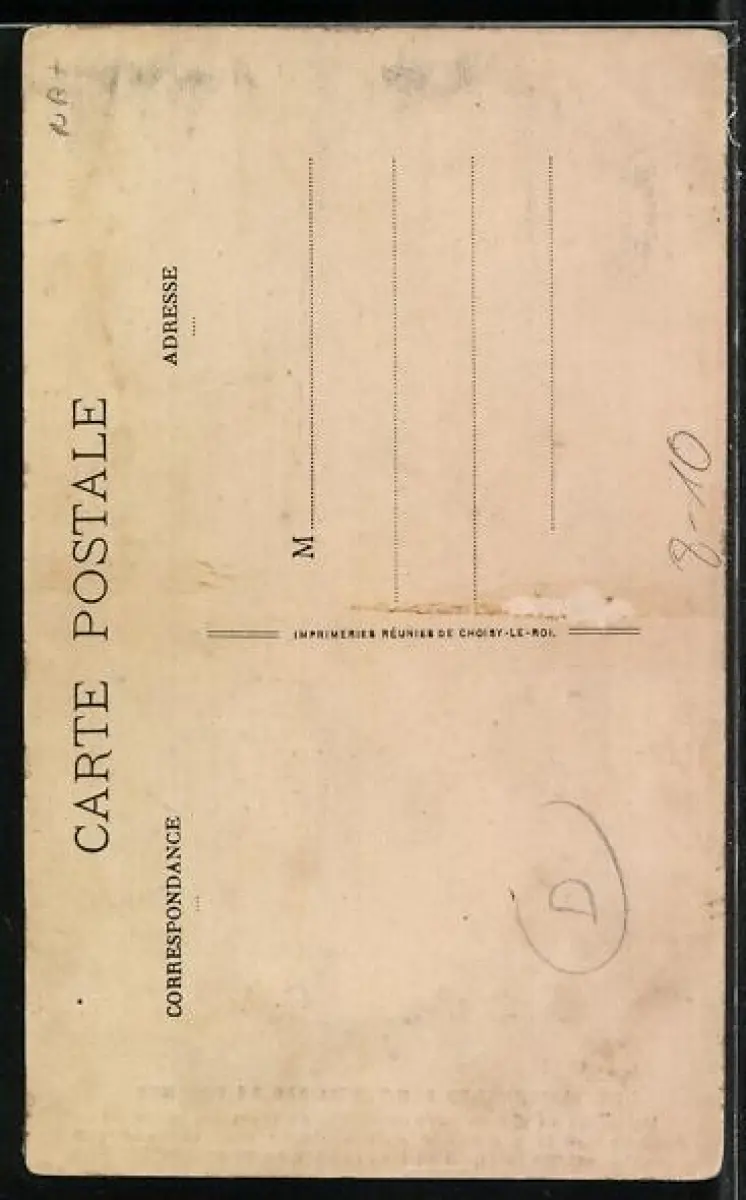 CARTE POSTALE
CORRESPONDANCE
ADRESSE
M
IMPRIMERIES RÉUNIES DE CHOISY-LE-ROI.
D
8-10